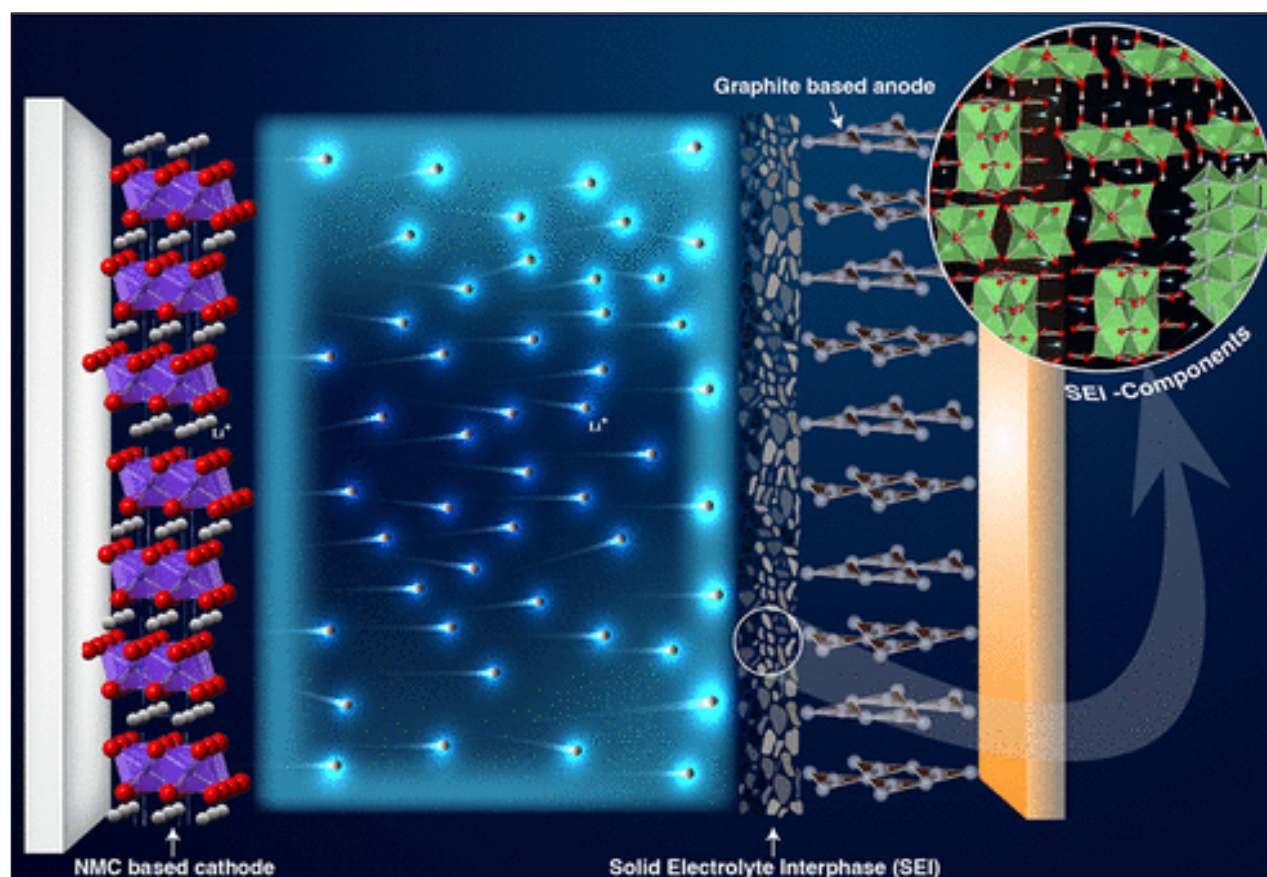 Graphite based anode
SEI -Components
Li⁺
Li⁺
NMC based cathode
Solid Electrolyte Interphase (SEI)